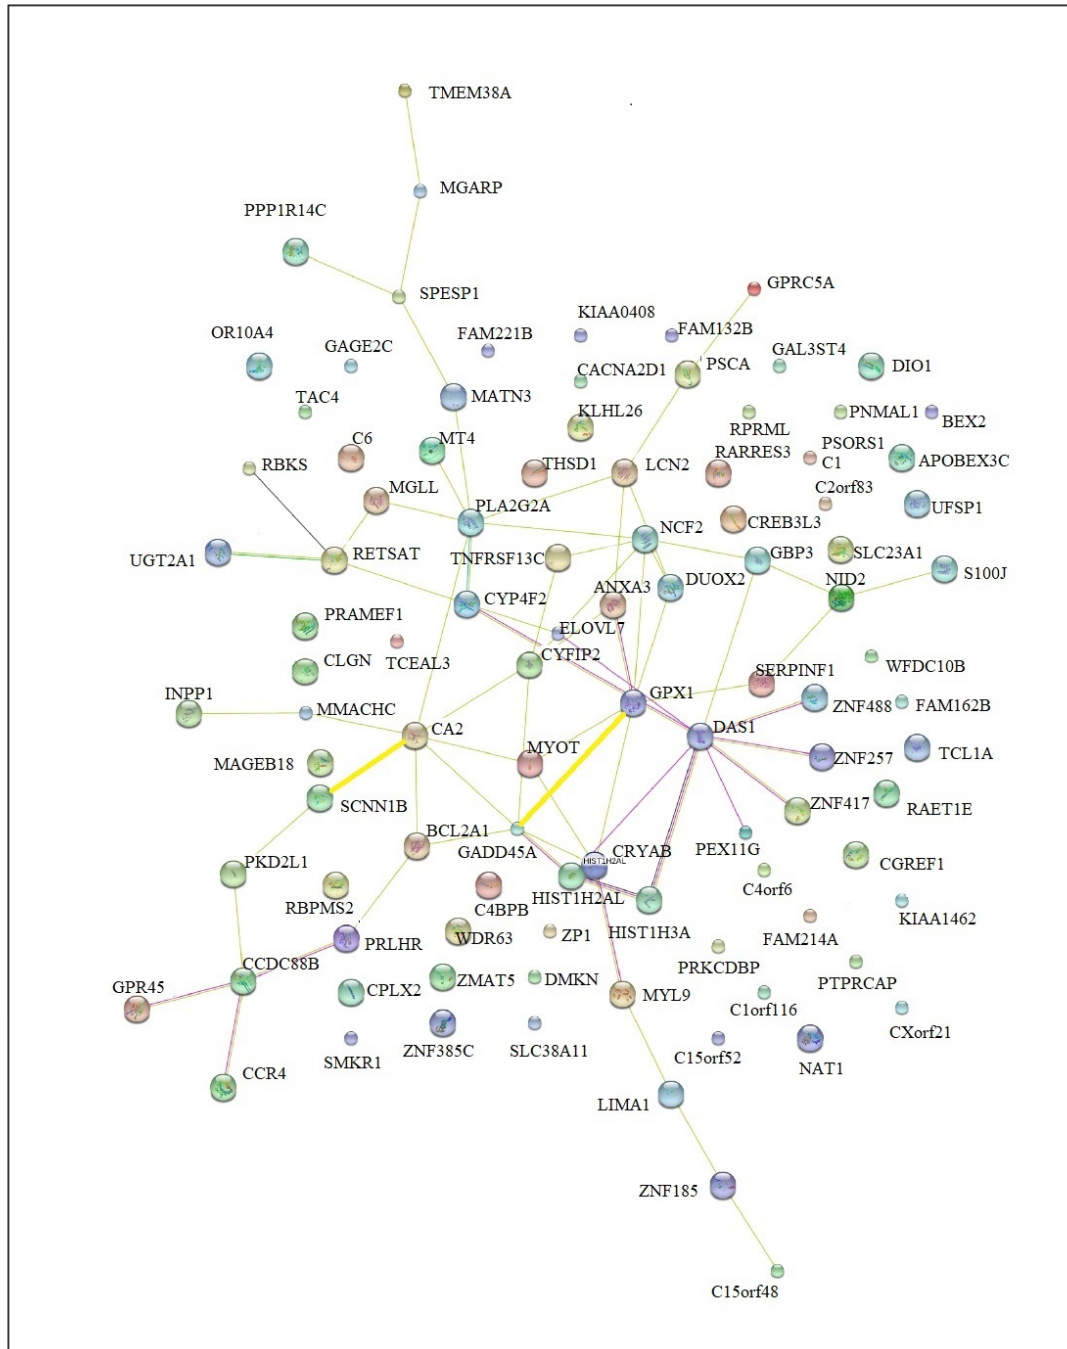 TMEM38A
MGARP
PPP1R14C
SPESP1
GPRC5A
KIAA0408
FAM132B
OR10A4
GAGE2C
FAM221B
PSCA
GAL3ST4
DIO1
CACNA2D1
TAC4
MATN3
KLHL26
RPRML
PNMAL1
BEX2
C6
MT4
RARRES3
PSORS1
C1
RBKS
THSD1
LCN2
APOBEX3C
MGLL
C2orf83
PLA2G2A
CREB3L3
UFSP1
NCF2
UGT2A1
RETSAT
TNFRSF13C
GBP3
SLC23A1
NID2
S100J
ANXA3
DUOX2
CYP4F2
PRAMEF1
TCEAL3
ELOVL7
CLGN
CYFIP2
SERPINF1
WFDC10B
INPP1
GPX1
ZNF488
FAM162B
MMACHC
CA2
DAS1
MYOT
ZNF257
TCL1A
MAGEB18
SCNN1B
ZNF417
RAET1E
BCL2A1
PEX11G
GADD45A
CRYAB
HIST1H2AL
PKD2L1
CGREF1
C4orf6
RBPMS2
C4BPB
HIST1H2AL
KIAA1462
HIST1H3A
FAM214A
PRLHR
WDR63
ZP1
CCDC88B
PRKCDBP
GPR45
CPLX2
ZMAT5
DMKN
PTPRCAP
MYL9
C1orf116
CXorf21
ZNF385C
SLC38A11
C15orf52
SMKR1
NAT1
CCR4
LIMA1
ZNF185
C15orf48